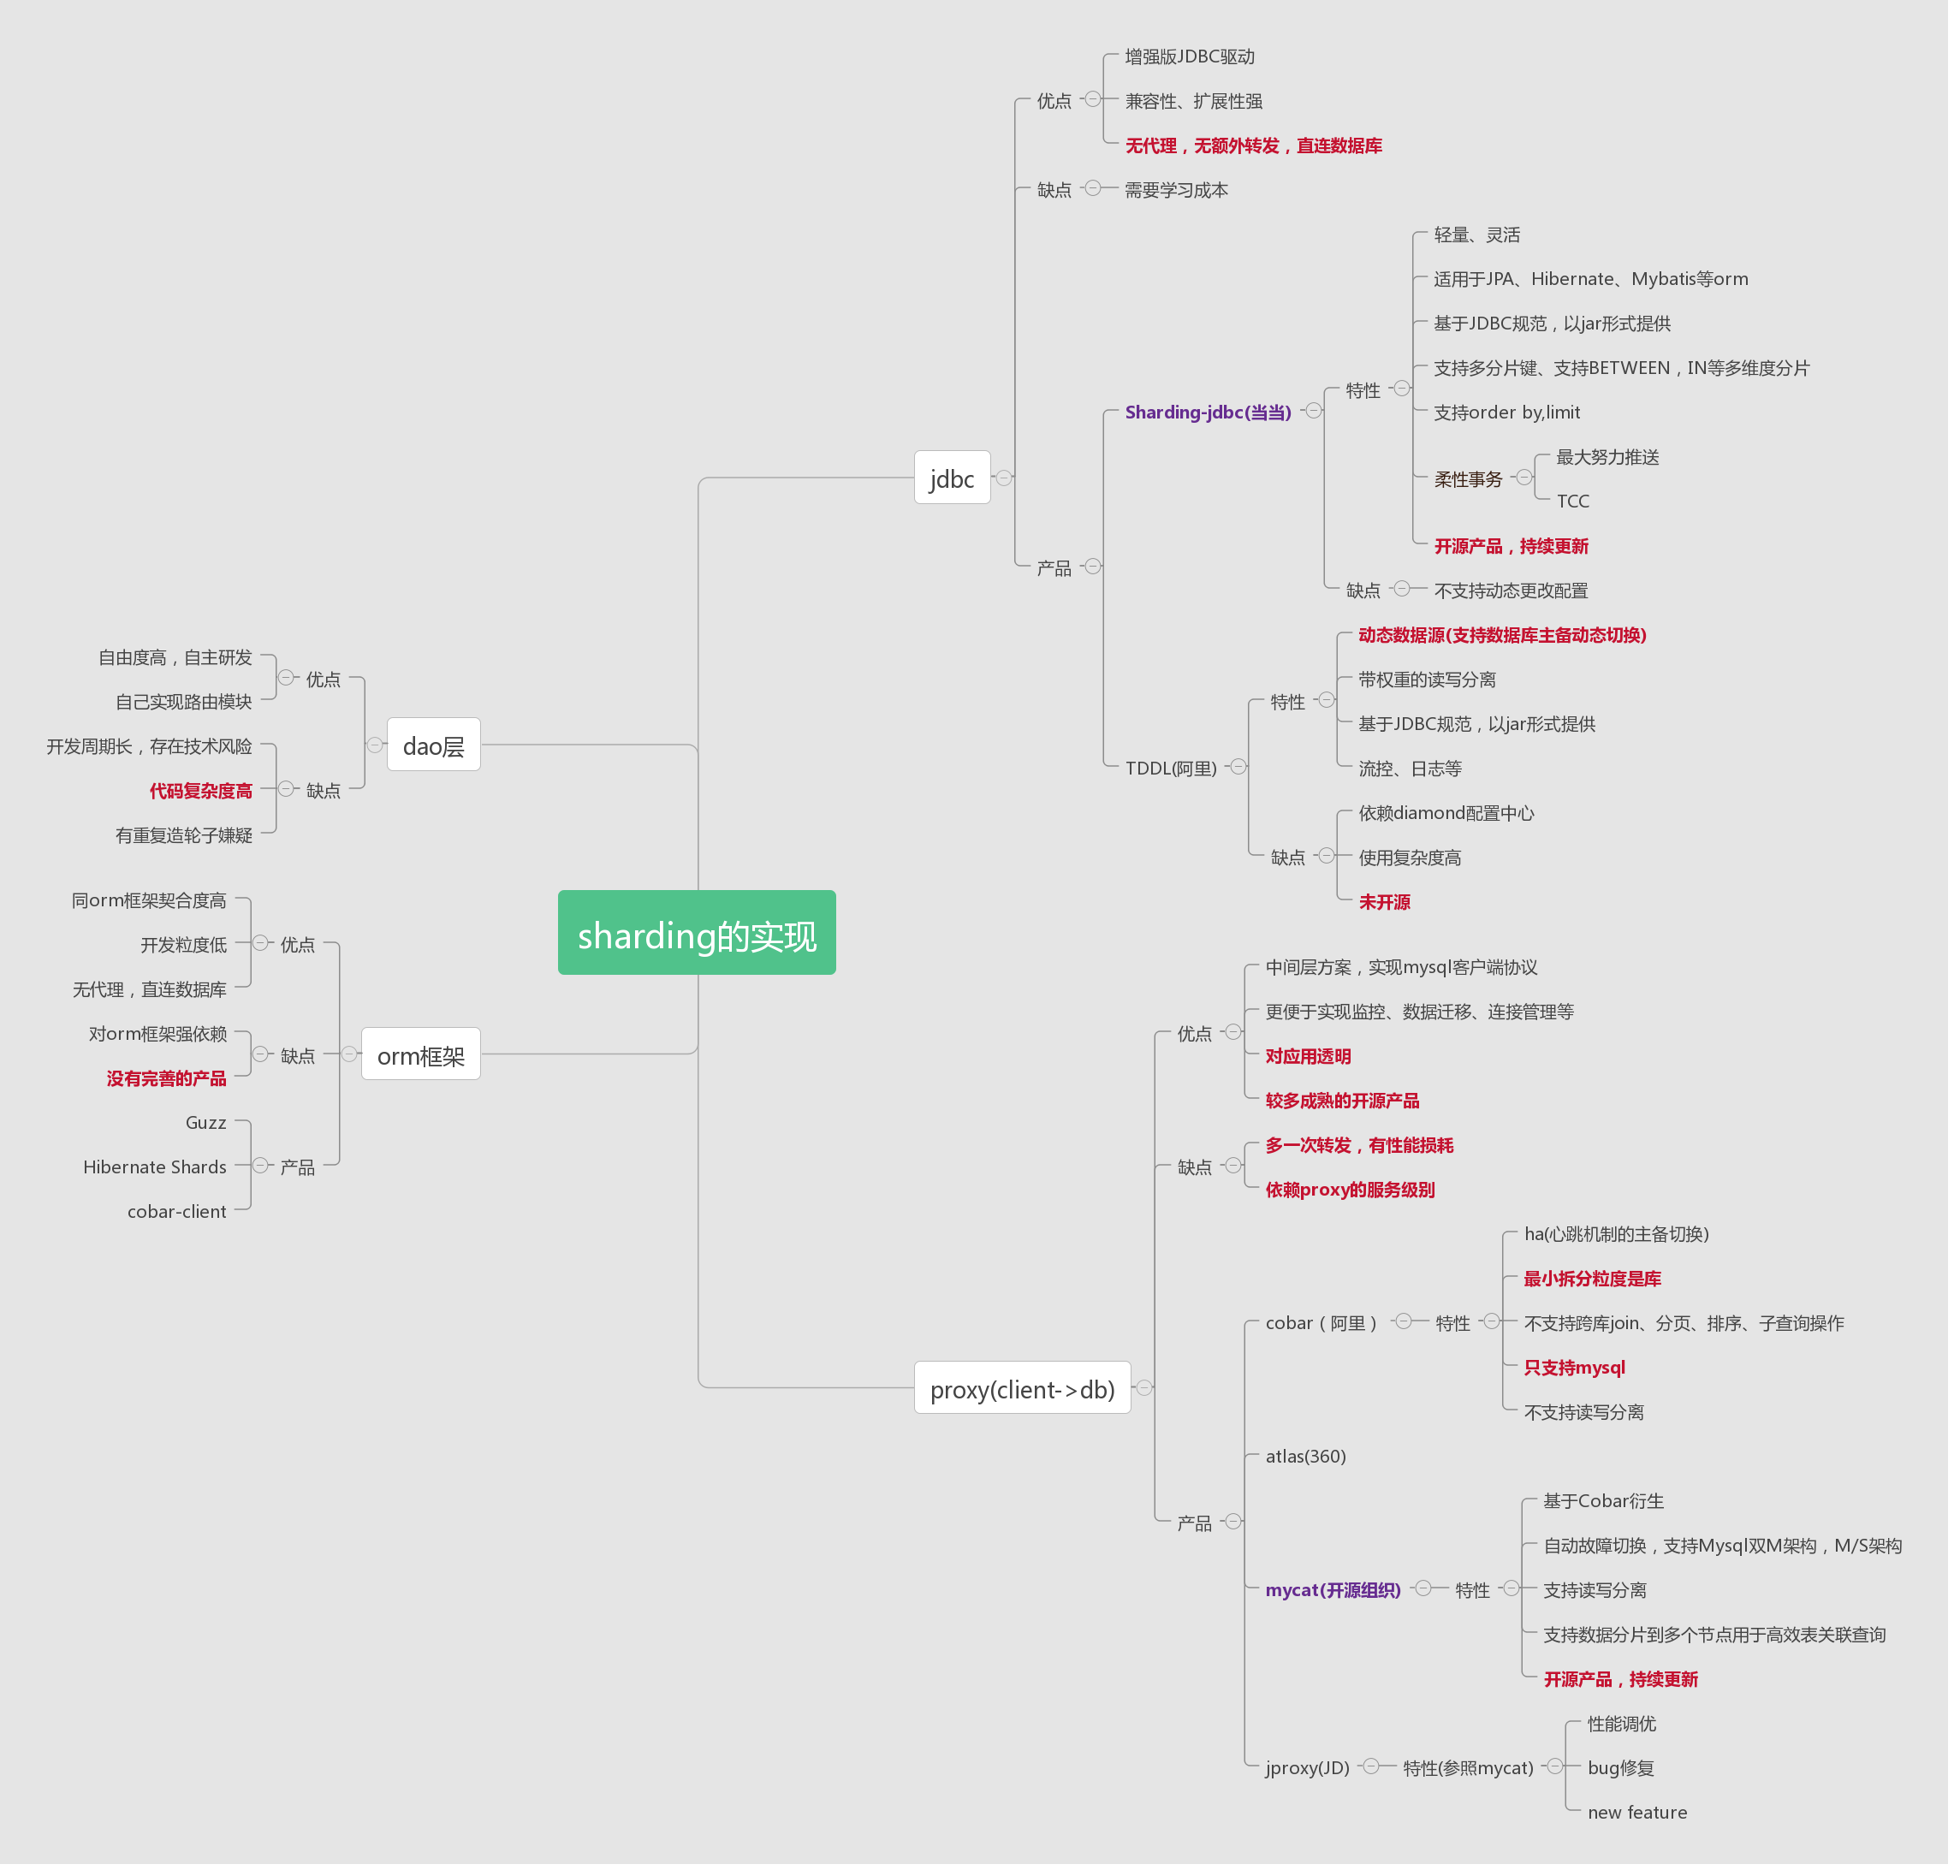 sharding的实现
dao层
优点
自由度高，自主研发
自己实现路由模块
缺点
开发周期长，存在技术风险
代码复杂度高
有重复造轮子嫌疑
orm框架
优点
同orm框架契合度高
开发粒度低
无代理，直连数据库
缺点
对orm框架强依赖
没有完善的产品
产品
Guzz
Hibernate Shards
cobar-client
jdbc
优点
增强版JDBC驱动
兼容性、扩展性强
无代理，无额外转发，直连数据库
缺点
需要学习成本
产品
Sharding-jdbc(当当)
特性
轻量、灵活
适用于JPA、Hibernate、Mybatis等orm
基于JDBC规范，以jar形式提供
支持多分片键、支持BETWEEN，IN等多维度分片
支持order by,limit
柔性事务
最大努力推送
TCC
开源产品，持续更新
缺点
不支持动态更改配置
TDDL(阿里)
特性
动态数据源(支持数据库主备动态切换)
带权重的读写分离
基于JDBC规范，以jar形式提供
流控、日志等
缺点
依赖diamond配置中心
使用复杂度高
未开源
proxy(client->db)
优点
中间层方案，实现mysql客户端协议
更便于实现监控、数据迁移、连接管理等
对应用透明
较多成熟的开源产品
缺点
多一次转发，有性能损耗
依赖proxy的服务级别
产品
cobar（阿里）
特性
ha(心跳机制的主备切换)
最小拆分粒度是库
不支持跨库join、分页、排序、子查询操作
只支持mysql
不支持读写分离
atlas(360)
mycat(开源组织)
特性
基于Cobar衍生
自动故障切换，支持Mysql双M架构，M/S架构
支持读写分离
支持数据分片到多个节点用于高效表关联查询
开源产品，持续更新
jproxy(JD)
特性(参照mycat)
性能调优
bug修复
new feature